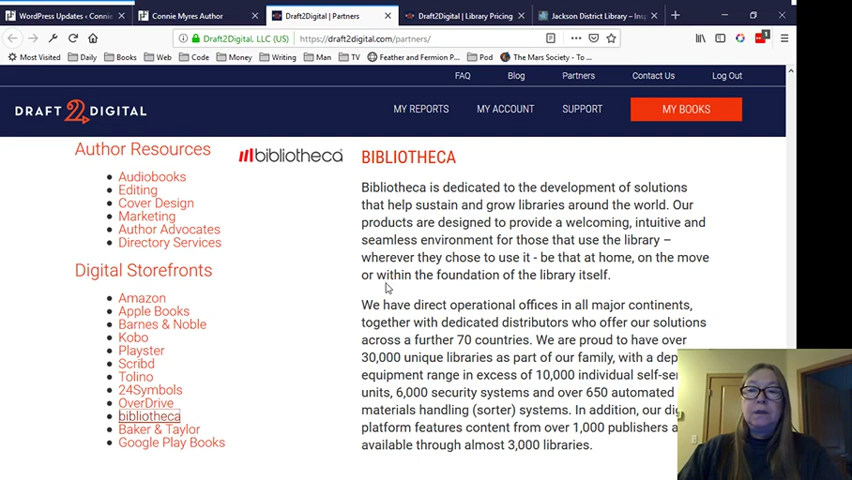 WordPress Updates ‹ Connie
Connie Myres Author
Draft2Digital | Partners
Draft2Digital | Library Pricing
Jackson District Library – Insp
Draft2Digital, LLC (US)
https://draft2digital.com/partners/
Most Visited
Daily
Books
Web
Code
Money
Writing
Man
TV
Feather and Fermion P...
Pod
The Mars Society - To ...
FAQ
Blog
Partners
Contact Us
Log Out
DRAFT 2 DIGITAL
MY REPORTS
MY ACCOUNT
SUPPORT
MY BOOKS
Author Resources
Audiobooks
Editing
Cover Design
Marketing
Author Advocates
Directory Services
Digital Storefronts
Amazon
Apple Books
Barnes & Noble
Kobo
Playster
Scribd
Tolino
24Symbols
OverDrive
bibliotheca
Baker & Taylor
Google Play Books
bibliotheca
BIBLIOTHECA
Bibliotheca is dedicated to the development of solutions
that help sustain and grow libraries around the world. Our
products are designed to provide a welcoming, intuitive and
seamless environment for those that use the library –
wherever they chose to use it - be that at home, on the move
or within the foundation of the library itself.
We have direct operational offices in all major continents,
together with dedicated distributors who offer our solutions
across a further 70 countries. We are proud to have over
30,000 unique libraries as part of our family, with a dep
equipment range in excess of 10,000 individual self-se
units, 6,000 security systems and over 650 automated
materials handling (sorter) systems. In addition, our di
platform features content from over 1,000 publishers a
available through almost 3,000 libraries.